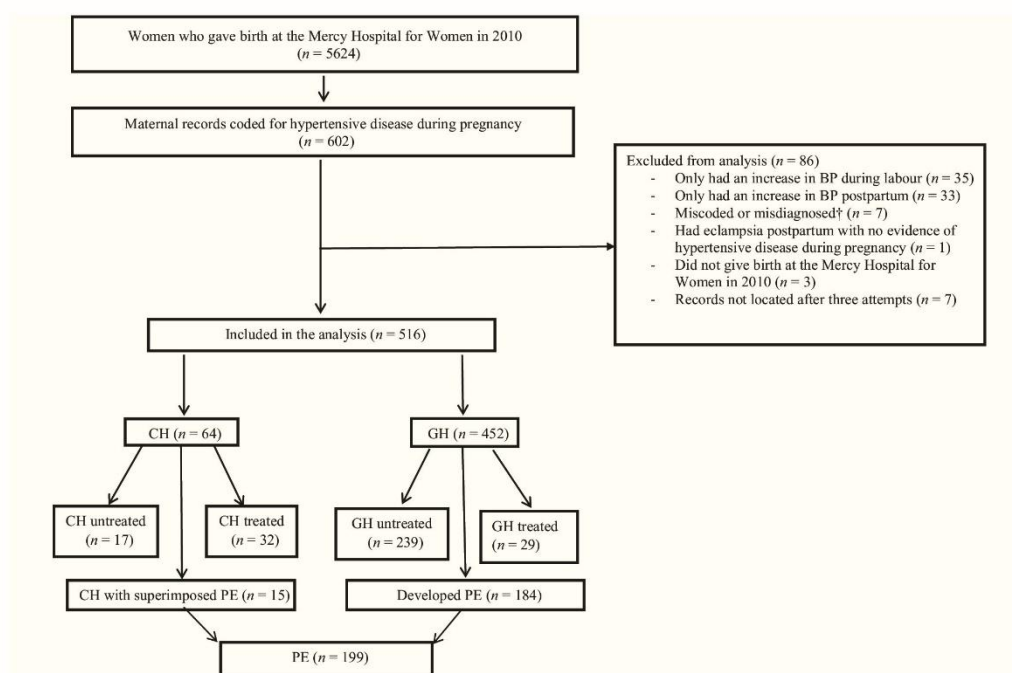 Women who gave birth at the Mercy Hospital for Women in 2010
(n = 5624)
Maternal records coded for hypertensive disease during pregnancy
(n = 602)
Excluded from analysis (n = 86)
- Only had an increase in BP during labour (n = 35)
- Only had an increase in BP postpartum (n = 33)
- Miscoded or misdiagnosed† (n = 7)
- Had eclampsia postpartum with no evidence of
hypertensive disease during pregnancy (n = 1)
- Did not give birth at the Mercy Hospital for
Women in 2010 (n = 3)
- Records not located after three attempts (n = 7)
Included in the analysis (n = 516)
CH (n = 64)
GH (n = 452)
CH untreated
(n = 17)
CH treated
(n = 32)
GH untreated
(n = 239)
GH treated
(n = 29)
CH with superimposed PE (n = 15)
Developed PE (n = 184)
PE (n = 199)